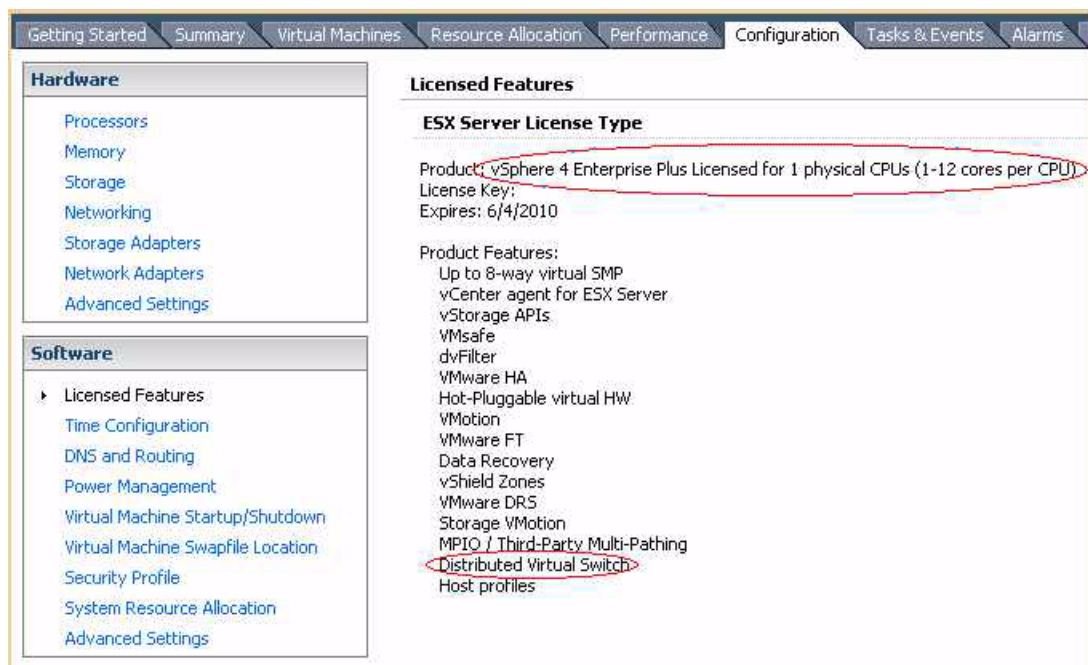 Getting Started Summary Virtual Machines Resource Allocation Performance Configuration Tasks & Events Alarms
Hardware
Processors
Memory
Storage
Networking
Storage Adapters
Network Adapters
Advanced Settings
Software
Licensed Features
Time Configuration
DNS and Routing
Power Management
Virtual Machine Startup/Shutdown
Virtual Machine Swapfile Location
Security Profile
System Resource Allocation
Advanced Settings
Licensed Features
ESX Server License Type
Product: vSphere 4 Enterprise Plus Licensed for 1 physical CPUs (1-12 cores per CPU)
License Key:
Expires: 6/4/2010
Product Features:
Up to 8-way virtual SMP
vCenter agent for ESX Server
vStorage APIs
VMsafe
dvFilter
VMware HA
Hot-Pluggable virtual HW
VMotion
VMware FT
Data Recovery
vShield Zones
VMware DRS
Storage VMotion
MPIO / Third-Party Multi-Pathing
Distributed Virtual Switch
Host profiles